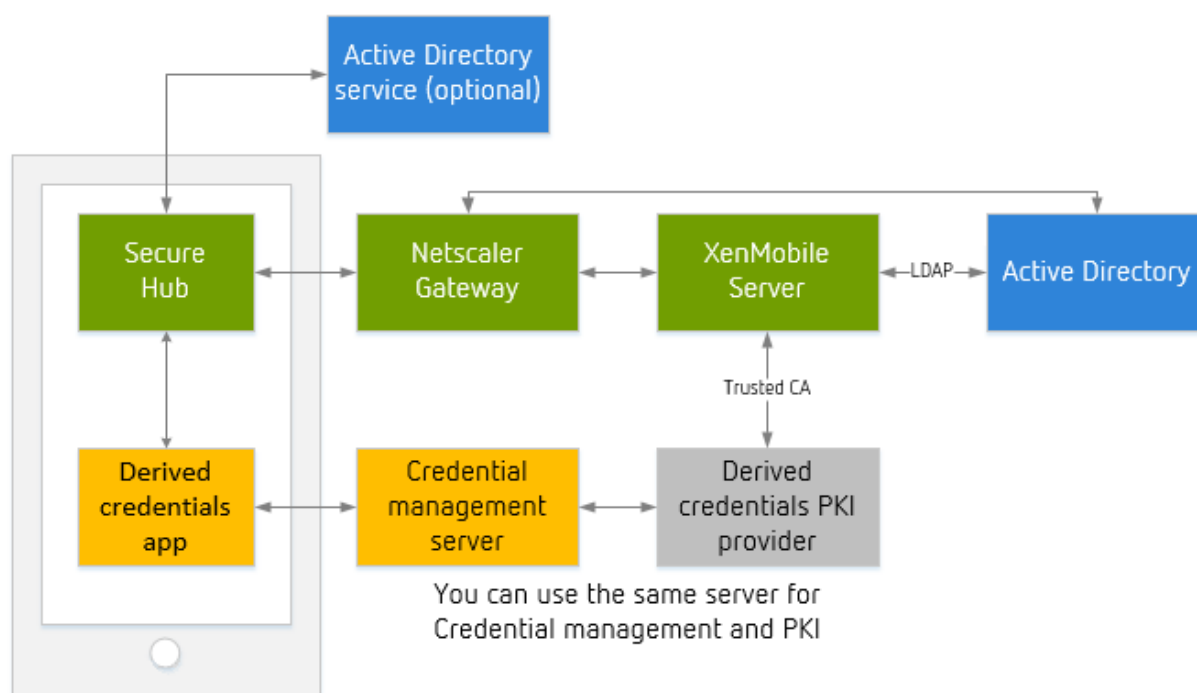 Active Directory
service (optional)
Secure
Hub
Netscaler
Gateway
XenMobile
Server
LDAP
Active Directory
Trusted CA
Derived
credentials
app
Credential
management
server
Derived
credentials PKI
provider
You can use the same server for
Credential management and PKI